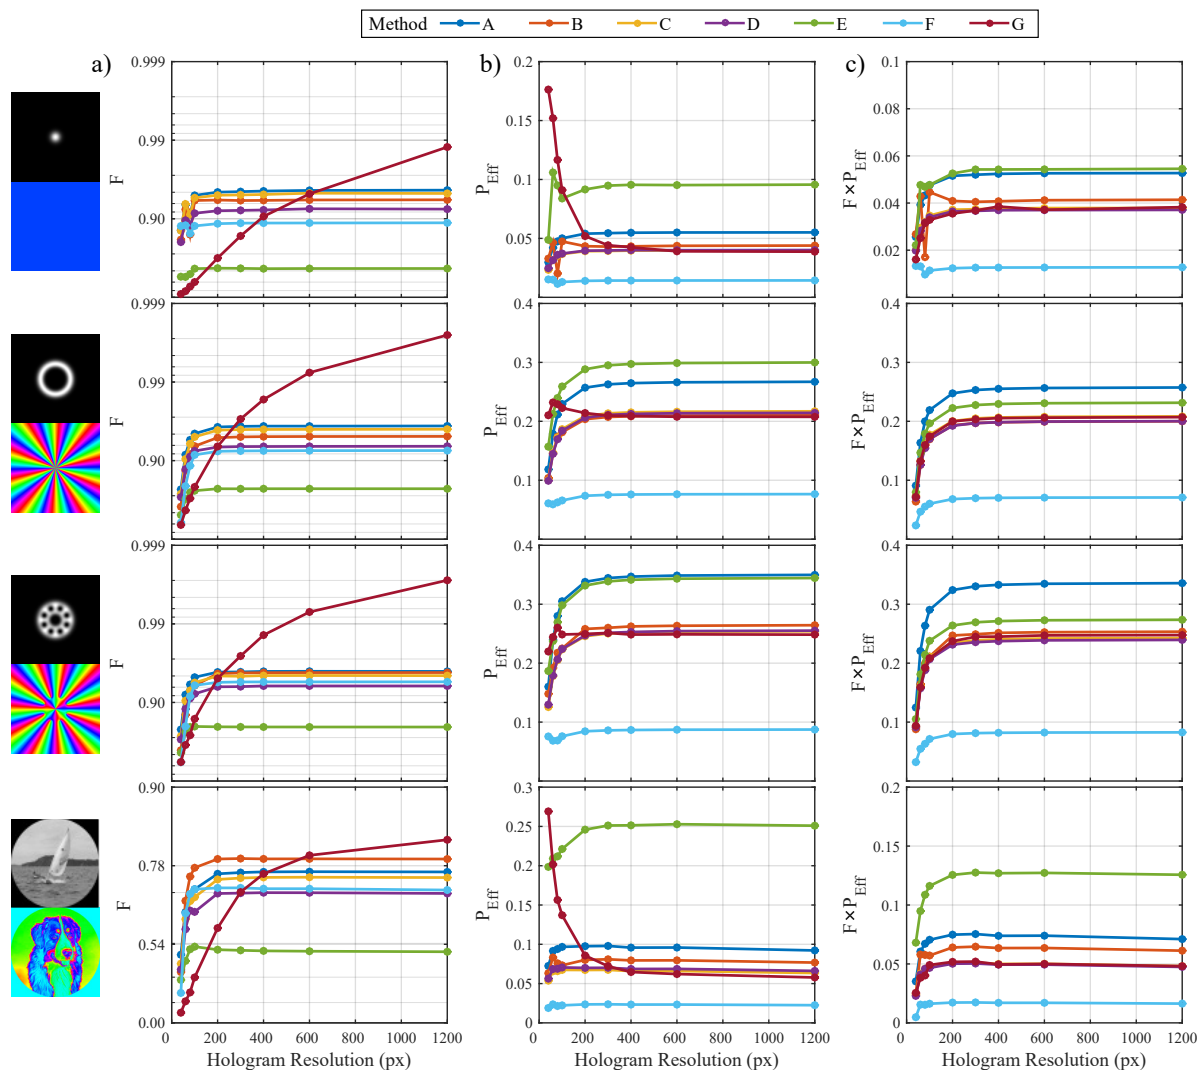 Method A B C D E F G
a) b) c)
0.999 0.2 0.1
0.99 0.15 0.08
0.90 0.1 0.06
0.05 0.04
0.02
F P_Eff F×P_Eff
0.999 0.4 0.4
0.99 0.3 0.3
0.90 0.2 0.2
0.1 0.1
F P_Eff F×P_Eff
0.999 0.4 0.4
0.99 0.3 0.3
0.90 0.2 0.2
0.1 0.1
F P_Eff F×P_Eff
0.90 0.3 0.2
0.78 0.25 0.15
0.54 0.2 0.1
0.00 0.15 0.05
0.1 0
0.05
0
F P_Eff F×P_Eff
0 200 400 600 800 1000 1200 0 200 400 600 800 1000 1200 0 200 400 600 800 1000 1200
Hologram Resolution (px) Hologram Resolution (px) Hologram Resolution (px)